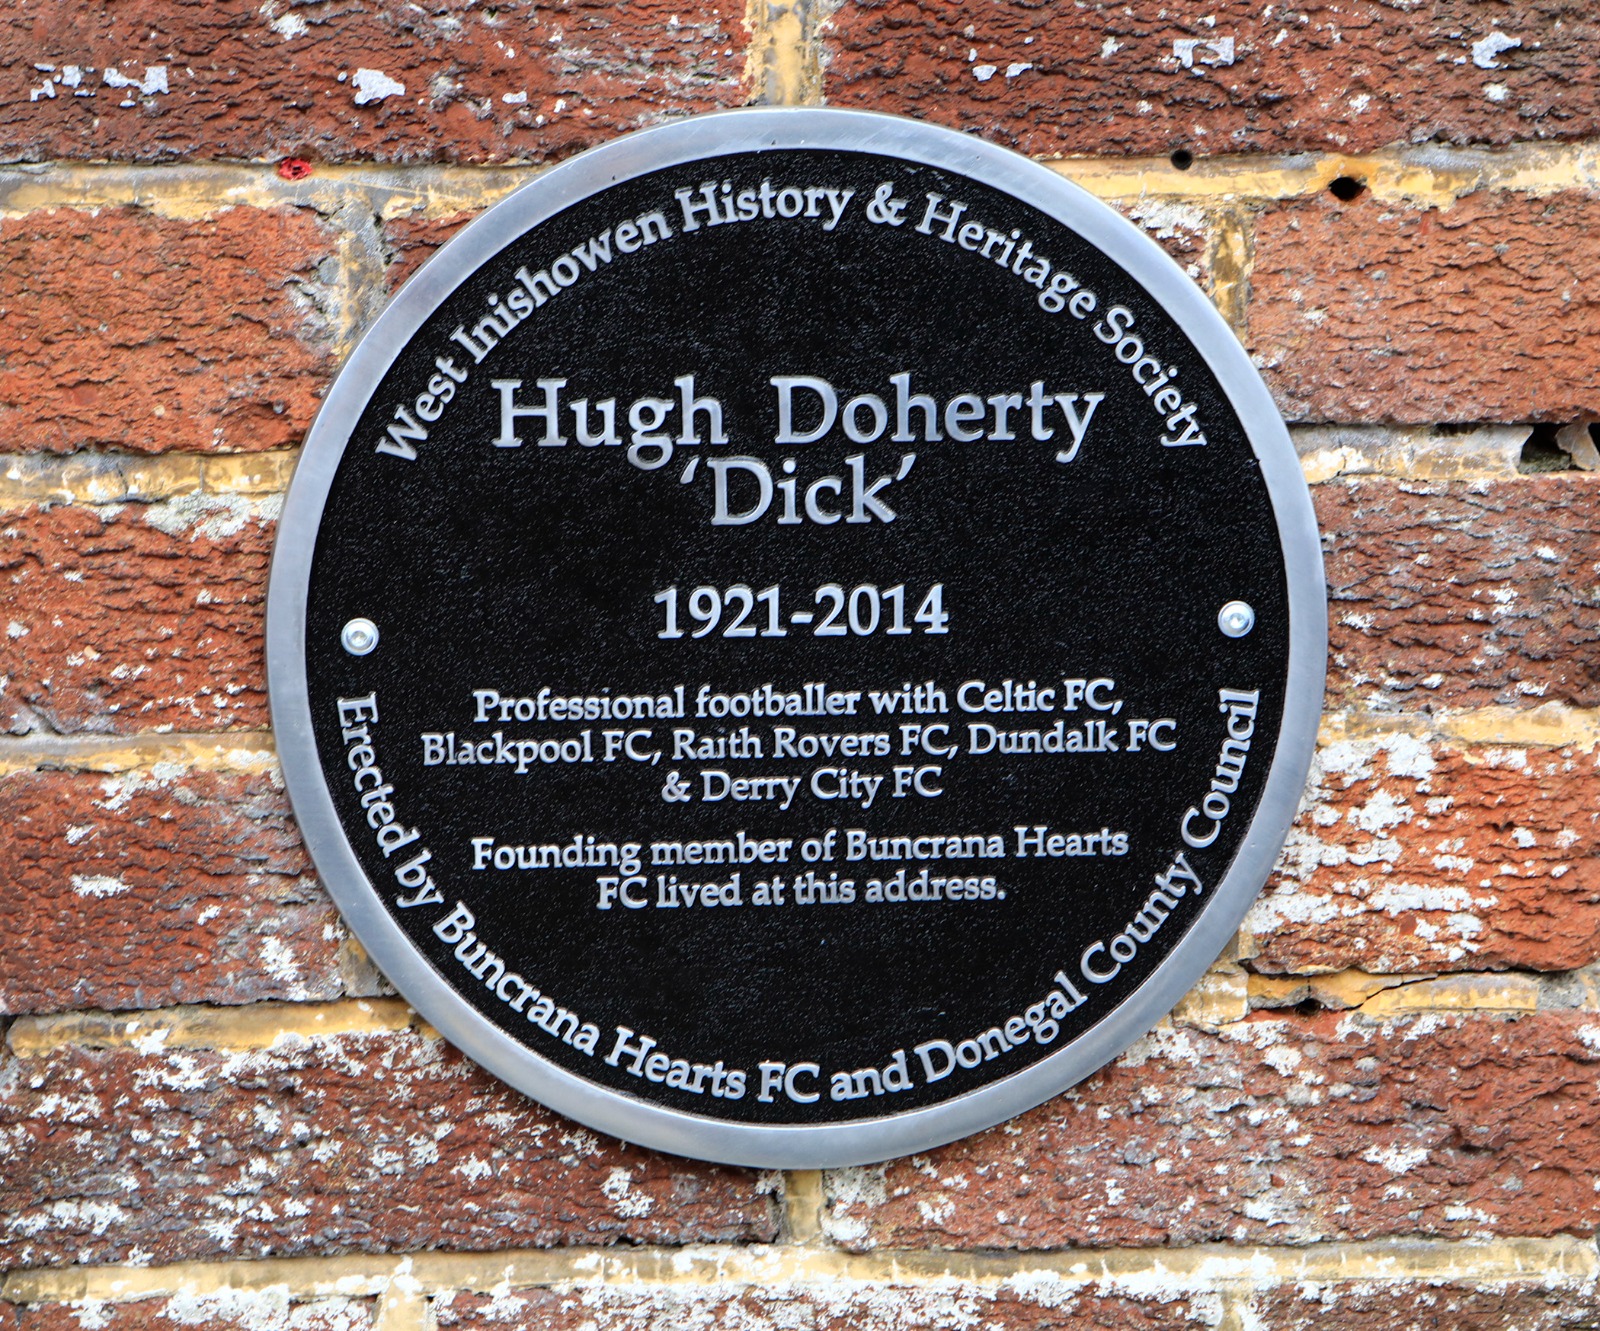 West Inishowen History & Heritage Society
Hugh Doherty
‘Dick’
1921-2014
Professional footballer with Celtic FC,
Blackpool FC, Raith Rovers FC, Dundalk FC
& Derry City FC
Founding member of Buncrana Hearts
FC lived at this address.
Erected by Buncrana Hearts FC and Donegal County Council